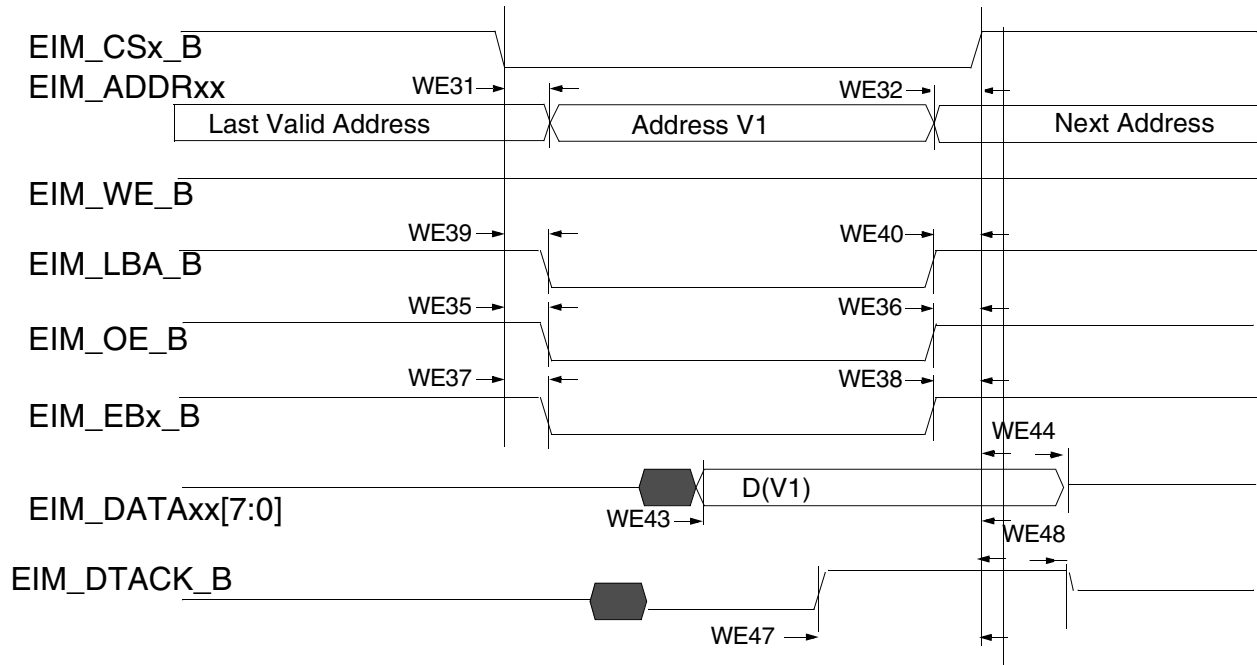 EIM_CSx_B
EIM_ADDRxx
WE31
WE32
Last Valid Address
Address V1
Next Address
EIM_WE_B
WE39
WE40
EIM_LBA_B
WE35
WE36
EIM_OE_B
WE37
WE38
EIM_EBx_B
WE44
D(V1)
EIM_DATAxx[7:0]
WE43
WE48
EIM_DTACK_B
WE47